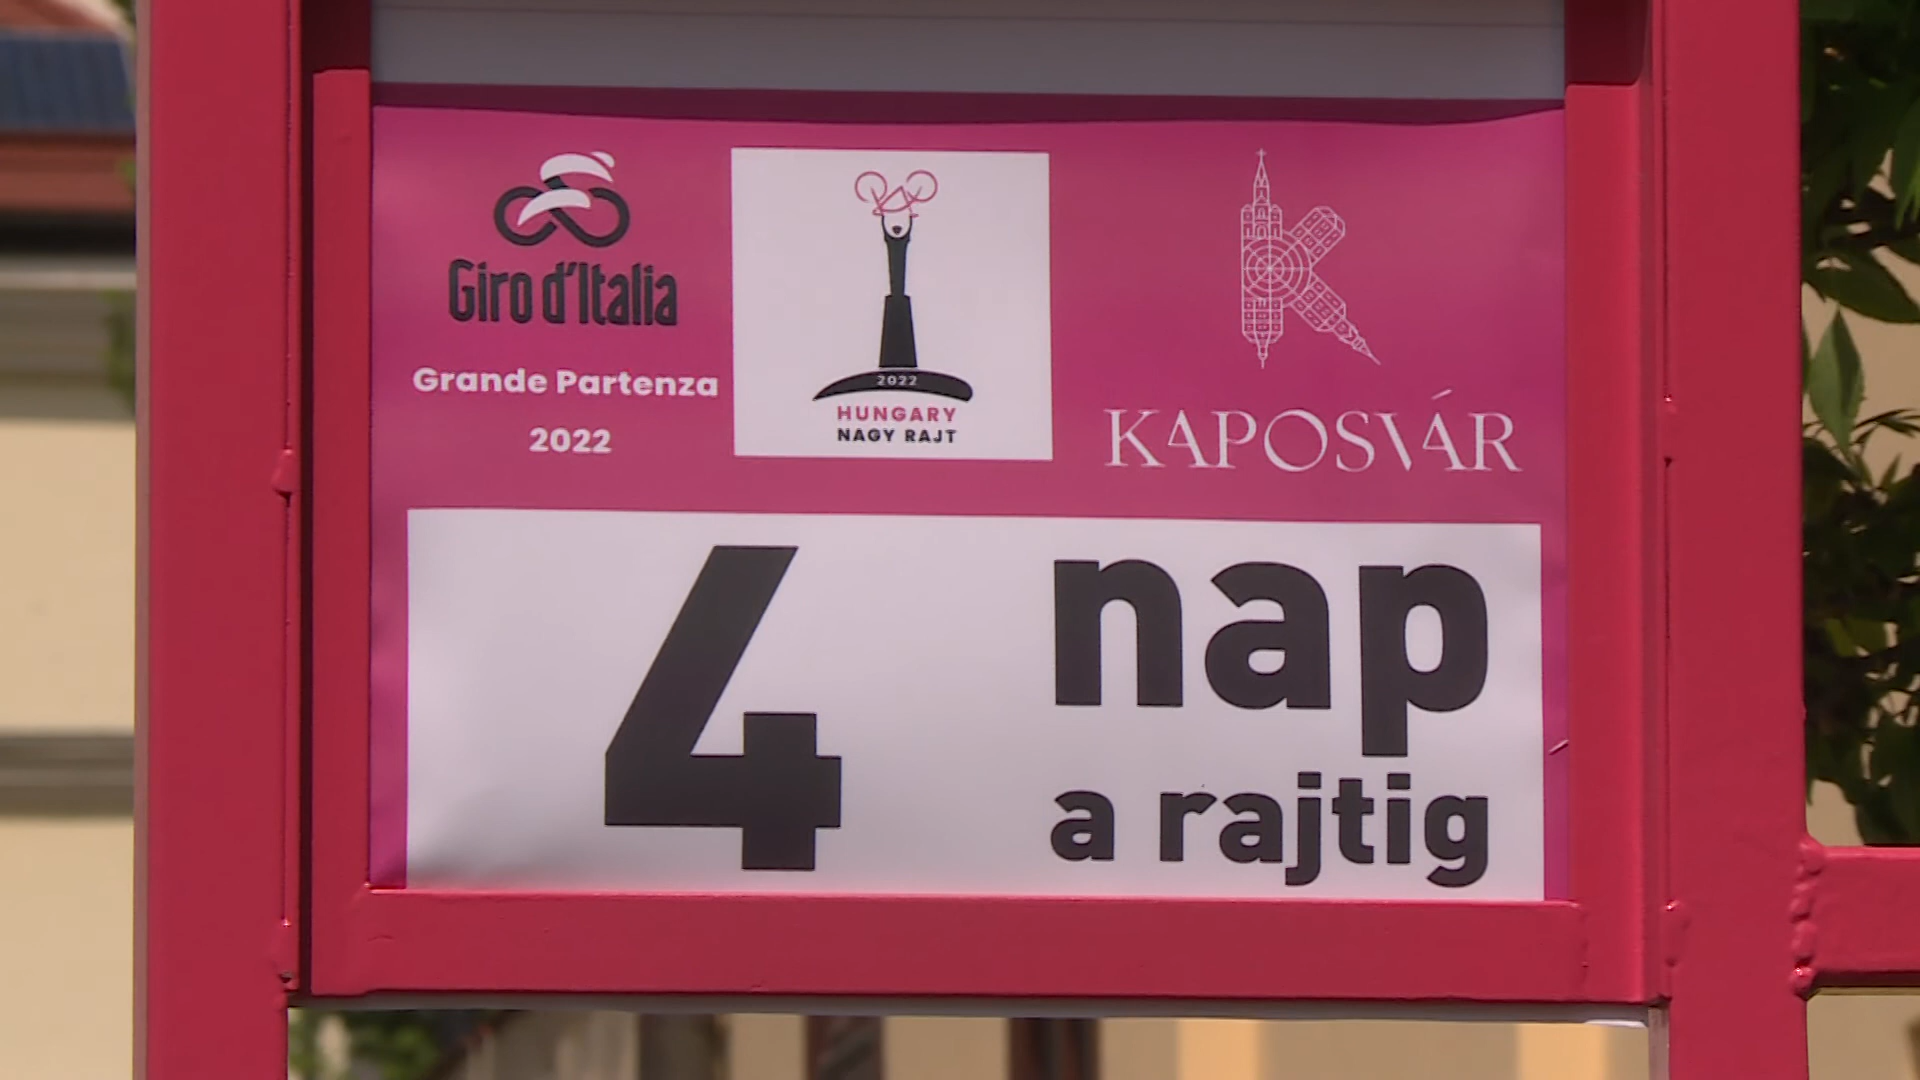 Giro d'Italia
Grande Partenza
2022
2022
HUNGARY
NAGY RAJT
KAPOSVÁR
4 nap
a rajtig